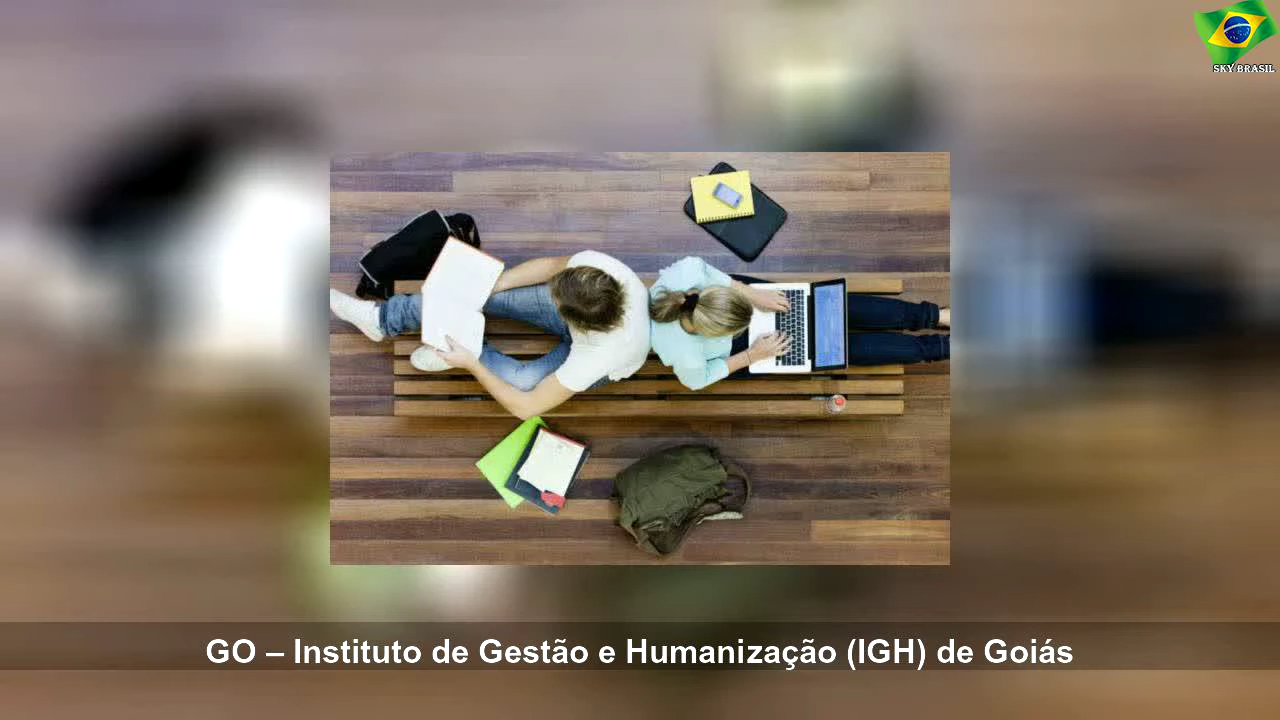 SKY BRASIL
GO – Instituto de Gestão e Humanização (IGH) de Goiás